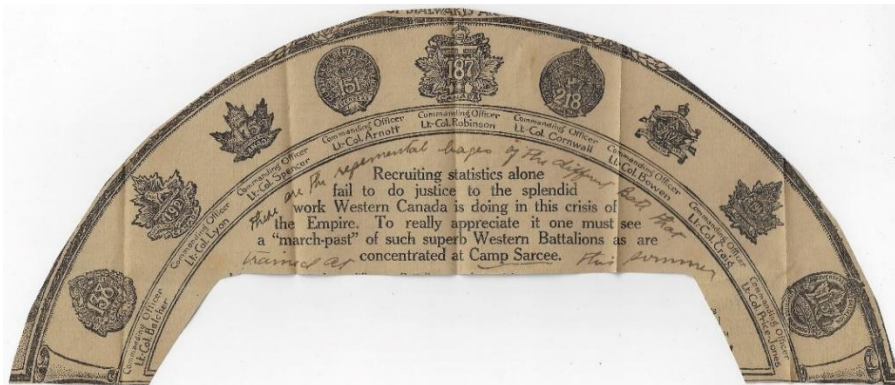 138
Commanding Officer
Lt-Col. Belcher
192
Commanding Officer
Lt-Col. Lyon
175
Commanding Officer
Lt-Col. Spencer
151
Commanding Officer
Lt-Col. Arnott
187
CANADA
Commanding Officer
Lt-Col. Robinson
218
Commanding Officer
Lt-Col. Cornwall
Commanding Officer
Lt-Col. Bowen
Commanding Officer
Lt-Col. Craig
Commanding Officer
Lt-Col. Price-Jones
these are the regimental bages of the different Batt that
trained at this summer
Recruiting statistics alone
fail to do justice to the splendid
work Western Canada is doing in this crisis of
the Empire. To really appreciate it one must see
a "march-past" of such superb Western Battalions as are
concentrated at Camp Sarcee.